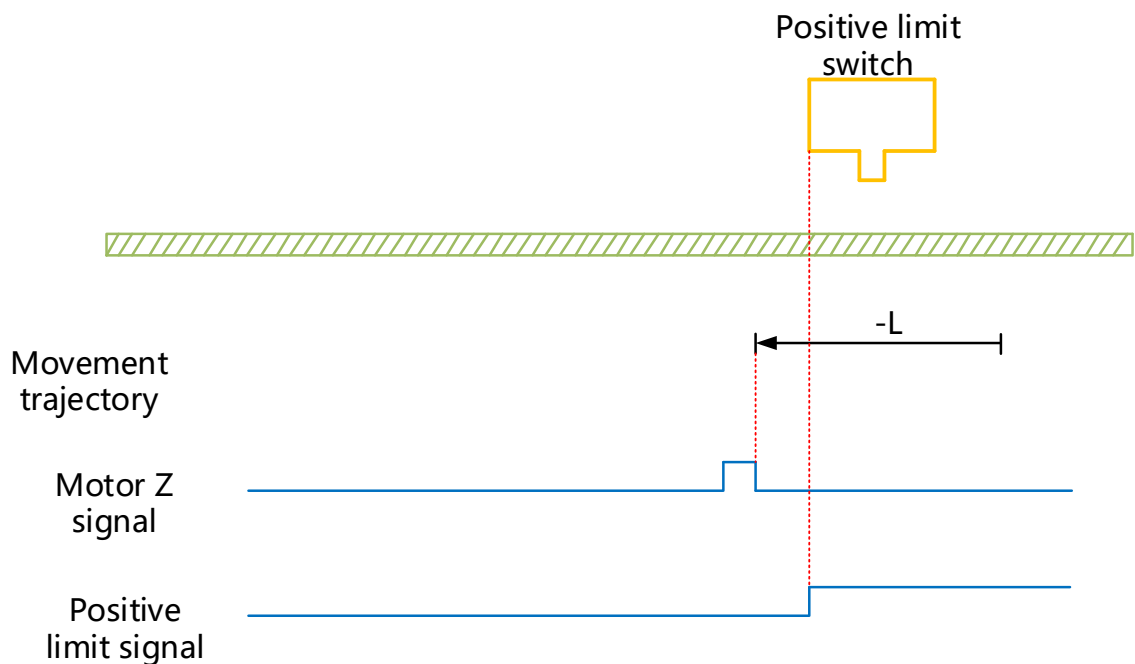 Positive limit
switch
-L
Movement
trajectory
Motor Z
signal
Positive
limit signal